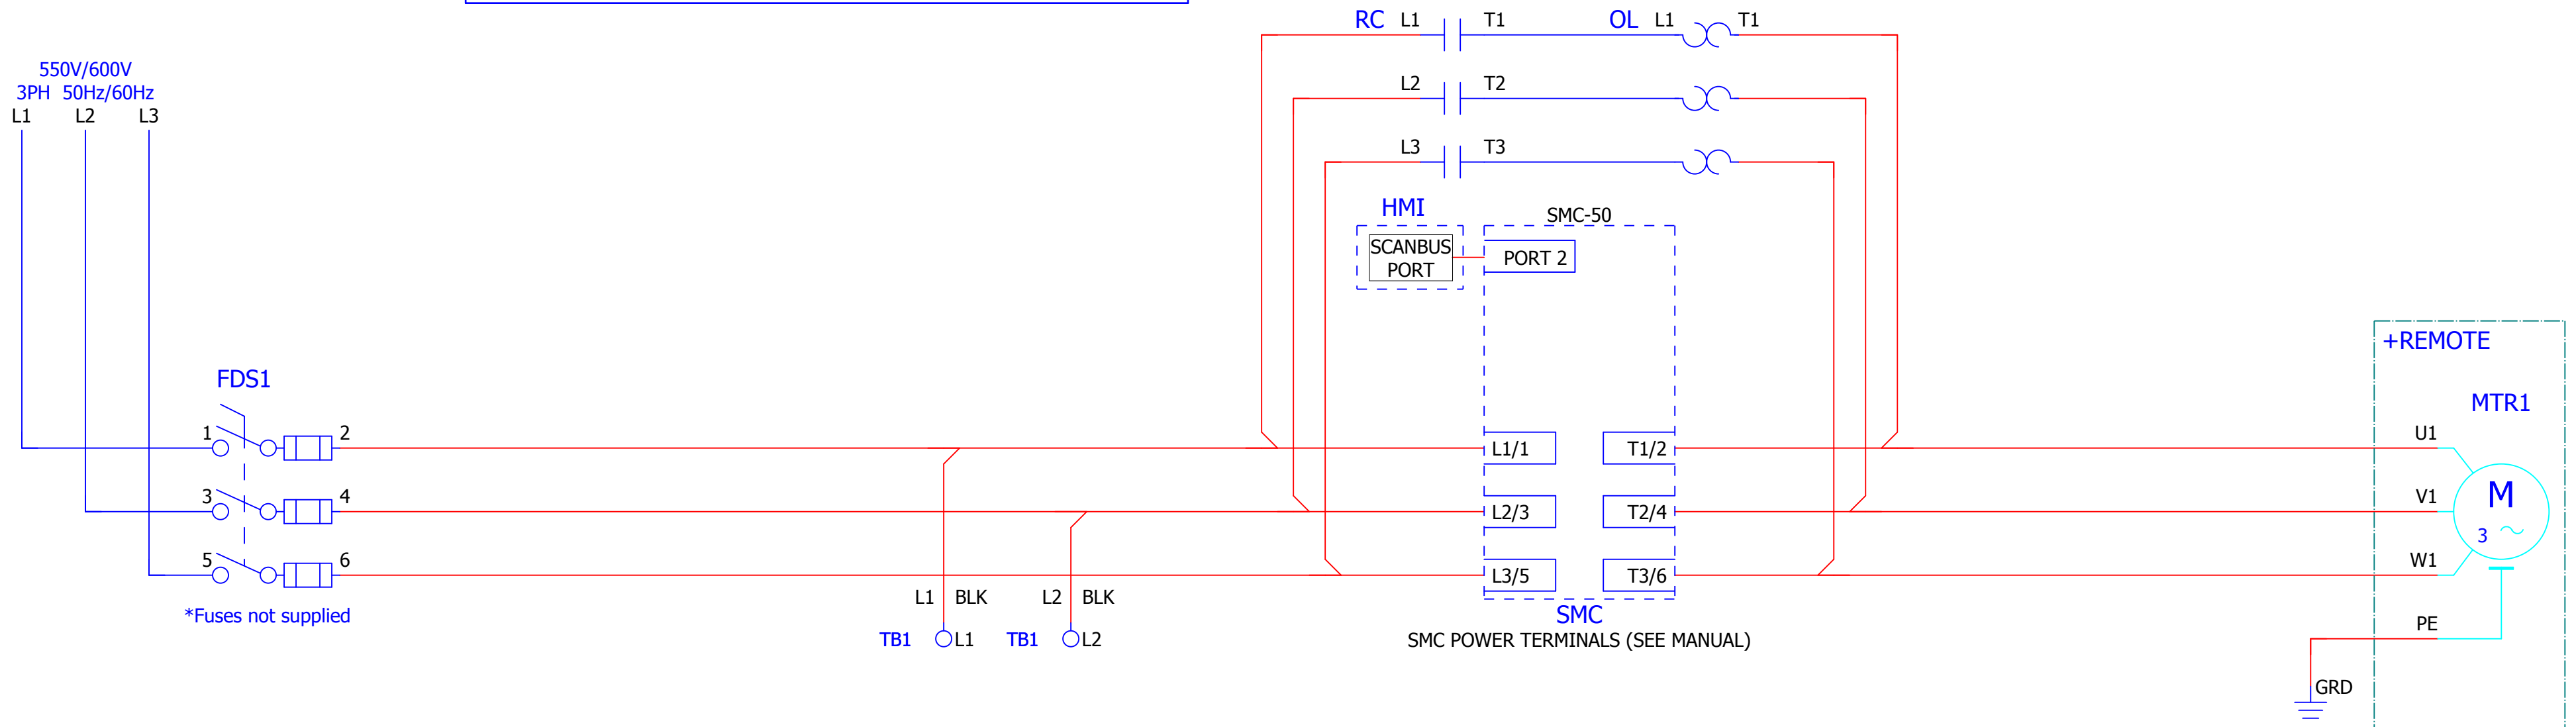 RC L1 T1 OL L1 T1
550V/600V
3PH 50Hz/60Hz
L1 L2 L3
L2 T2
L3 T3
HMI
SMC-50
SCANBUS
PORT
PORT 2
+REMOTE
FDS1
MTR1
1 2
L1/1 T1/2
U1
3 4
L2/3 T2/4
V1
M
3 ~
5 6
L3/5 T3/6
W1
*Fuses not supplied
L1 BLK L2 BLK
SMC
TB1 L1 TB1 L2
SMC POWER TERMINALS (SEE MANUAL)
PE
GRD